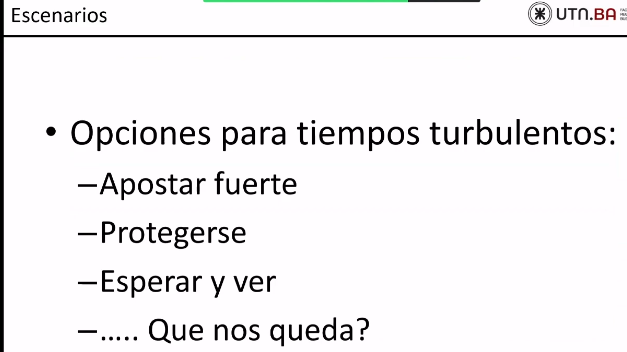 Escenarios
UTN.BA
• Opciones para tiempos turbulentos:
–Apostar fuerte
–Protegerse
–Esperar y ver
–..... Que nos queda?